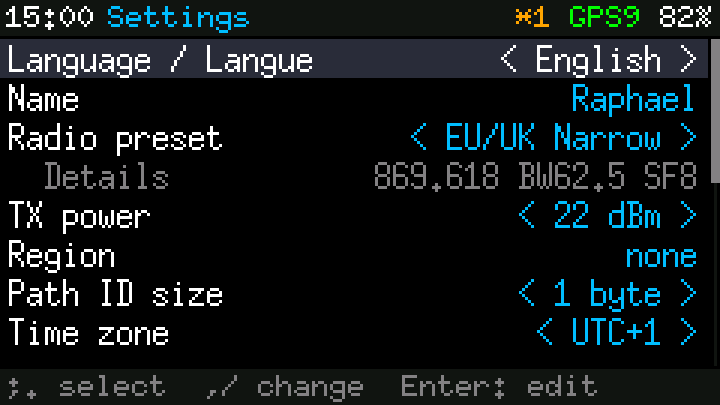 15:00 Settings ж1 GPS9 82%
Language / Langue < English >
Name Raphael
Radio preset < EU/UK Narrow >
Details 869.618 BW62.5 SF8
TX power < 22 dBm >
Region none
Path ID size < 1 byte >
Time zone < UTC+1 >
;. select ,/ change Enter: edit